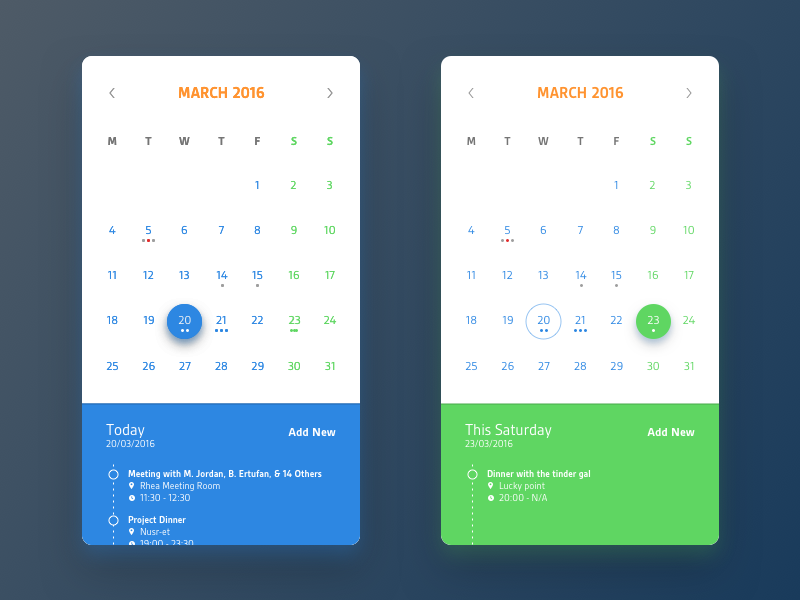 MARCH 2016
M T W T F S S
1 2 3
4 5 6 7 8 9 10
11 12 13 14 15 16 17
18 19 20 21 22 23 24
25 26 27 28 29 30 31
Today
Add New
20/03/2016
Meeting with M. Jordan, B. Ertufan, & 14 Others
Rhea Meeting Room
11:30 - 12:30
Project Dinner
Nusr-et
19:00 - 23:30
MARCH 2016
M T W T F S S
1 2 3
4 5 6 7 8 9 10
11 12 13 14 15 16 17
18 19 20 21 22 23 24
25 26 27 28 29 30 31
This Saturday
Add New
23/03/2016
Dinner with the tinder gal
Lucky point
20:00 - N/A